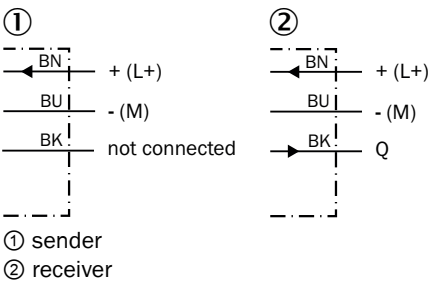 ① ②
BN + (L+) BN + (L+)
BU - (M) BU - (M)
BK not connected BK Q
① sender
② receiver